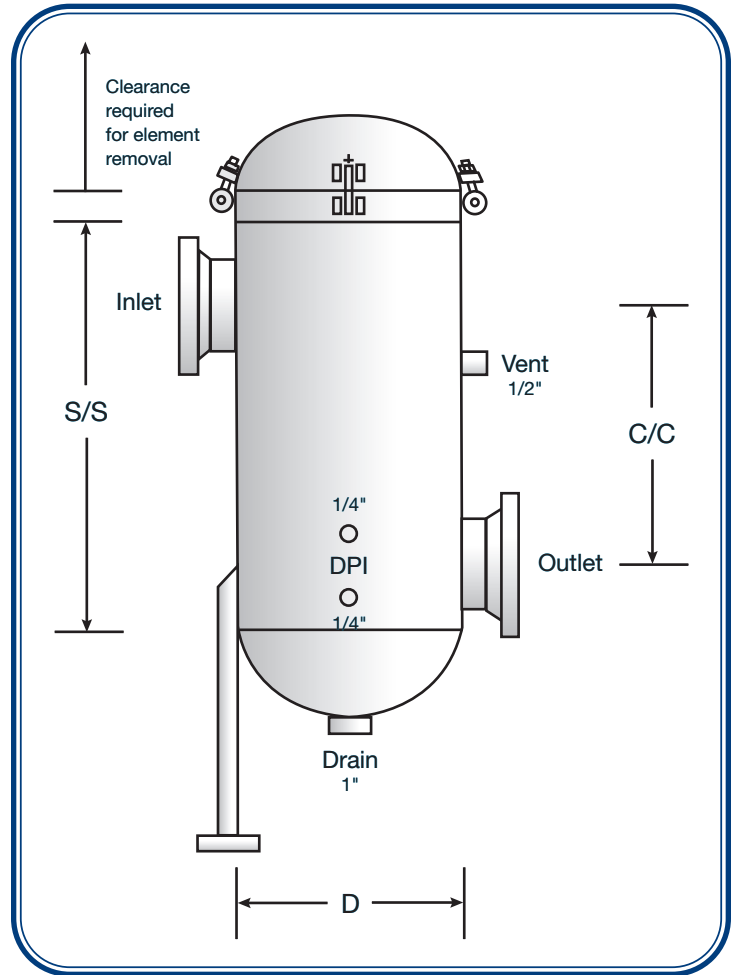 Clearance
required
for element
removal
Inlet
Vent
1/2"
S/S
C/C
1/4"
DPI
Outlet
1/4"
Drain
1"
D